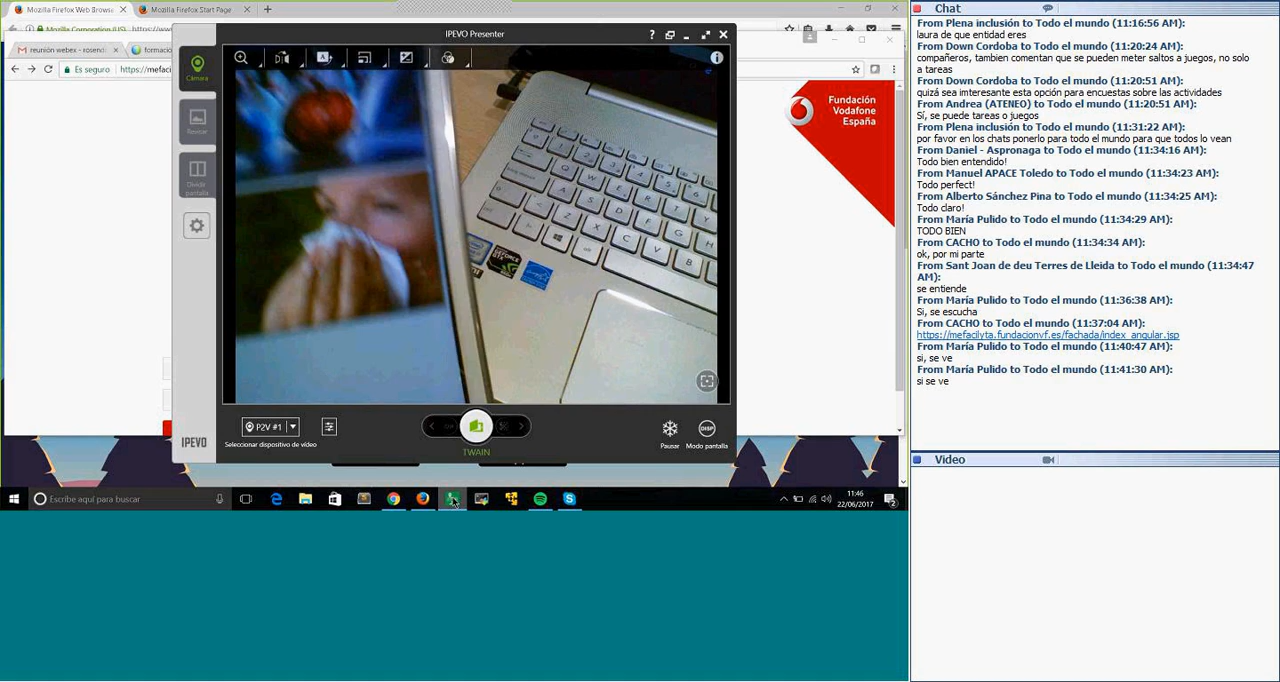 Mozilla Firefox Web Browse
Mozilla Firefox Start Page
Mozilla Corporation (US)
https://www
reunión webex - rosend
formacio
Es seguro
https://mefacily
IPEVO Presenter
Cámara
Revisar
Dividir
pantalla
IPEVO
P2V #1
Seleccionar dispositivo de vídeo
TWAIN
Pausar
DISP
Modo pantalla
Fundación
Vodafone
España
intel
GEFORCE
GTX
A
S
D
F
G
Z
X
C
V
B
Escribe aquí para buscar
11:46
22/06/2017
Chat
From Plena inclusión to Todo el mundo (11:16:56 AM):
laura de que entidad eres
From Down Cordoba to Todo el mundo (11:20:24 AM):
compañeros, tambien comentan que se pueden meter saltos a juegos, no solo
a tareas
From Down Cordoba to Todo el mundo (11:20:51 AM):
quizá sea interesante esta opción para encuestas sobre las actividades
From Andrea (ATENEO) to Todo el mundo (11:20:51 AM):
Sí, se puede tareas o juegos
From Plena inclusión to Todo el mundo (11:31:22 AM):
por favor en los chats ponerlo para todo el mundo para que todos lo vean
From Daniel - Aspronaga to Todo el mundo (11:34:16 AM):
Todo bien entendido!
From Manuel APACE Toledo to Todo el mundo (11:34:23 AM):
Todo perfect!
From Alberto Sánchez Pina to Todo el mundo (11:34:25 AM):
Todo claro!
From María Pulido to Todo el mundo (11:34:29 AM):
TODO BIEN
From CACHO to Todo el mundo (11:34:34 AM):
ok, por mi parte
From Sant Joan de deu Terres de Lleida to Todo el mundo (11:34:47
AM):
se entiende
From María Pulido to Todo el mundo (11:36:38 AM):
Si, se escucha
From CACHO to Todo el mundo (11:37:04 AM):
https://mefacilyta.fundacionvf.es/fachada/index_angular.jsp
From María Pulido to Todo el mundo (11:40:47 AM):
si, se ve
From María Pulido to Todo el mundo (11:41:30 AM):
si se ve
Video